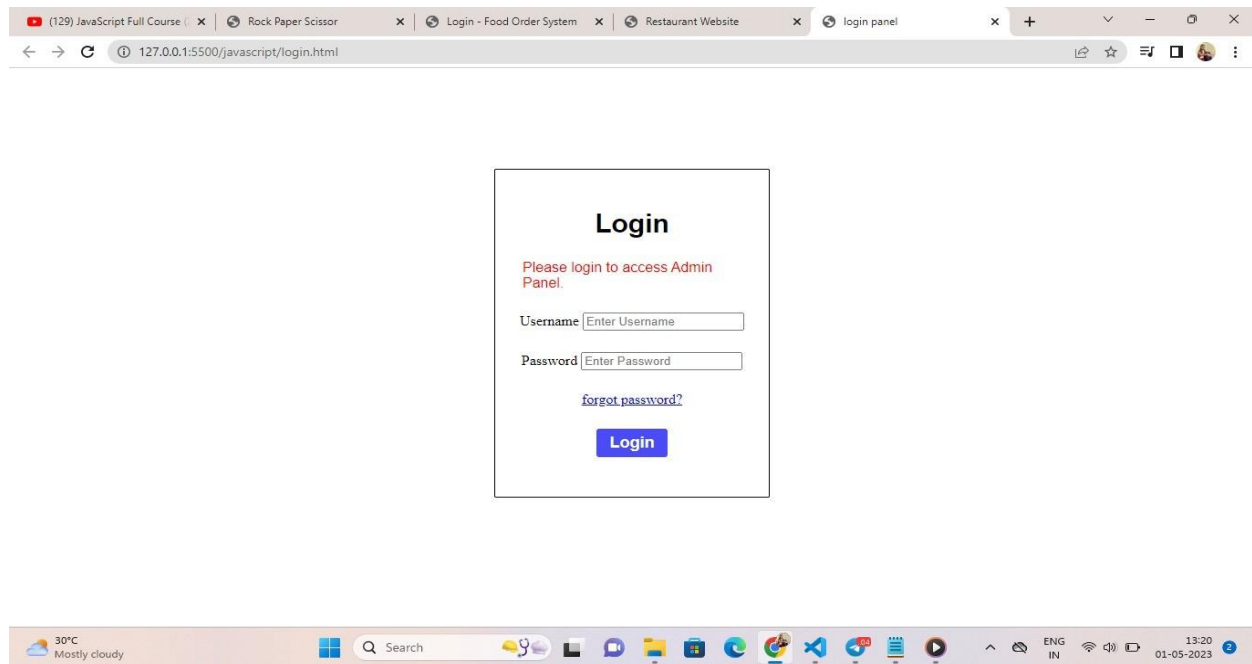 (129) JavaScript Full Course (
Rock Paper Scissor
Login - Food Order System
Restaurant Website
login panel
127.0.0.1:5500/javascript/login.html
Login
Please login to access Admin
Panel.
Username Enter Username
Password Enter Password
forgot password?
Login
30°C
Mostly cloudy
Search
64
ENG
IN
13:20
01-05-2023
2